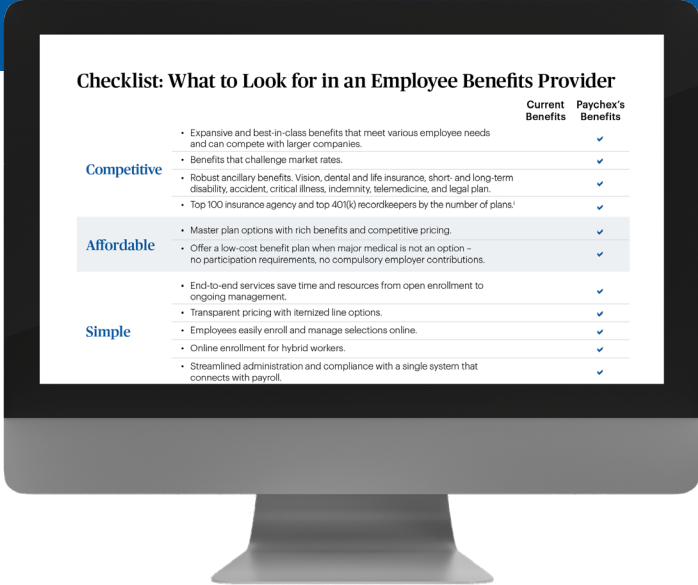 Checklist: What to Look for in an Employee Benefits Provider
Current Benefits
Paychex's Benefits
Competitive
• Expansive and best-in-class benefits that meet various employee needs
and can compete with larger companies.
• Benefits that challenge market rates.
• Robust ancillary benefits. Vision, dental and life insurance, short- and long-term
disability, accident, critical illness, indemnity, telemedicine, and legal plan.
• Top 100 insurance agency and top 401(k) recordkeepers by the number of plans.ⁱ
Affordable
• Master plan options with rich benefits and competitive pricing.
• Offer a low-cost benefit plan when major medical is not an option –
no participation requirements, no compulsory employer contributions.
Simple
• End-to-end services save time and resources from open enrollment to
ongoing management.
• Transparent pricing with itemized line options.
• Employees easily enroll and manage selections online.
• Online enrollment for hybrid workers.
• Streamlined administration and compliance with a single system that
connects with payroll.